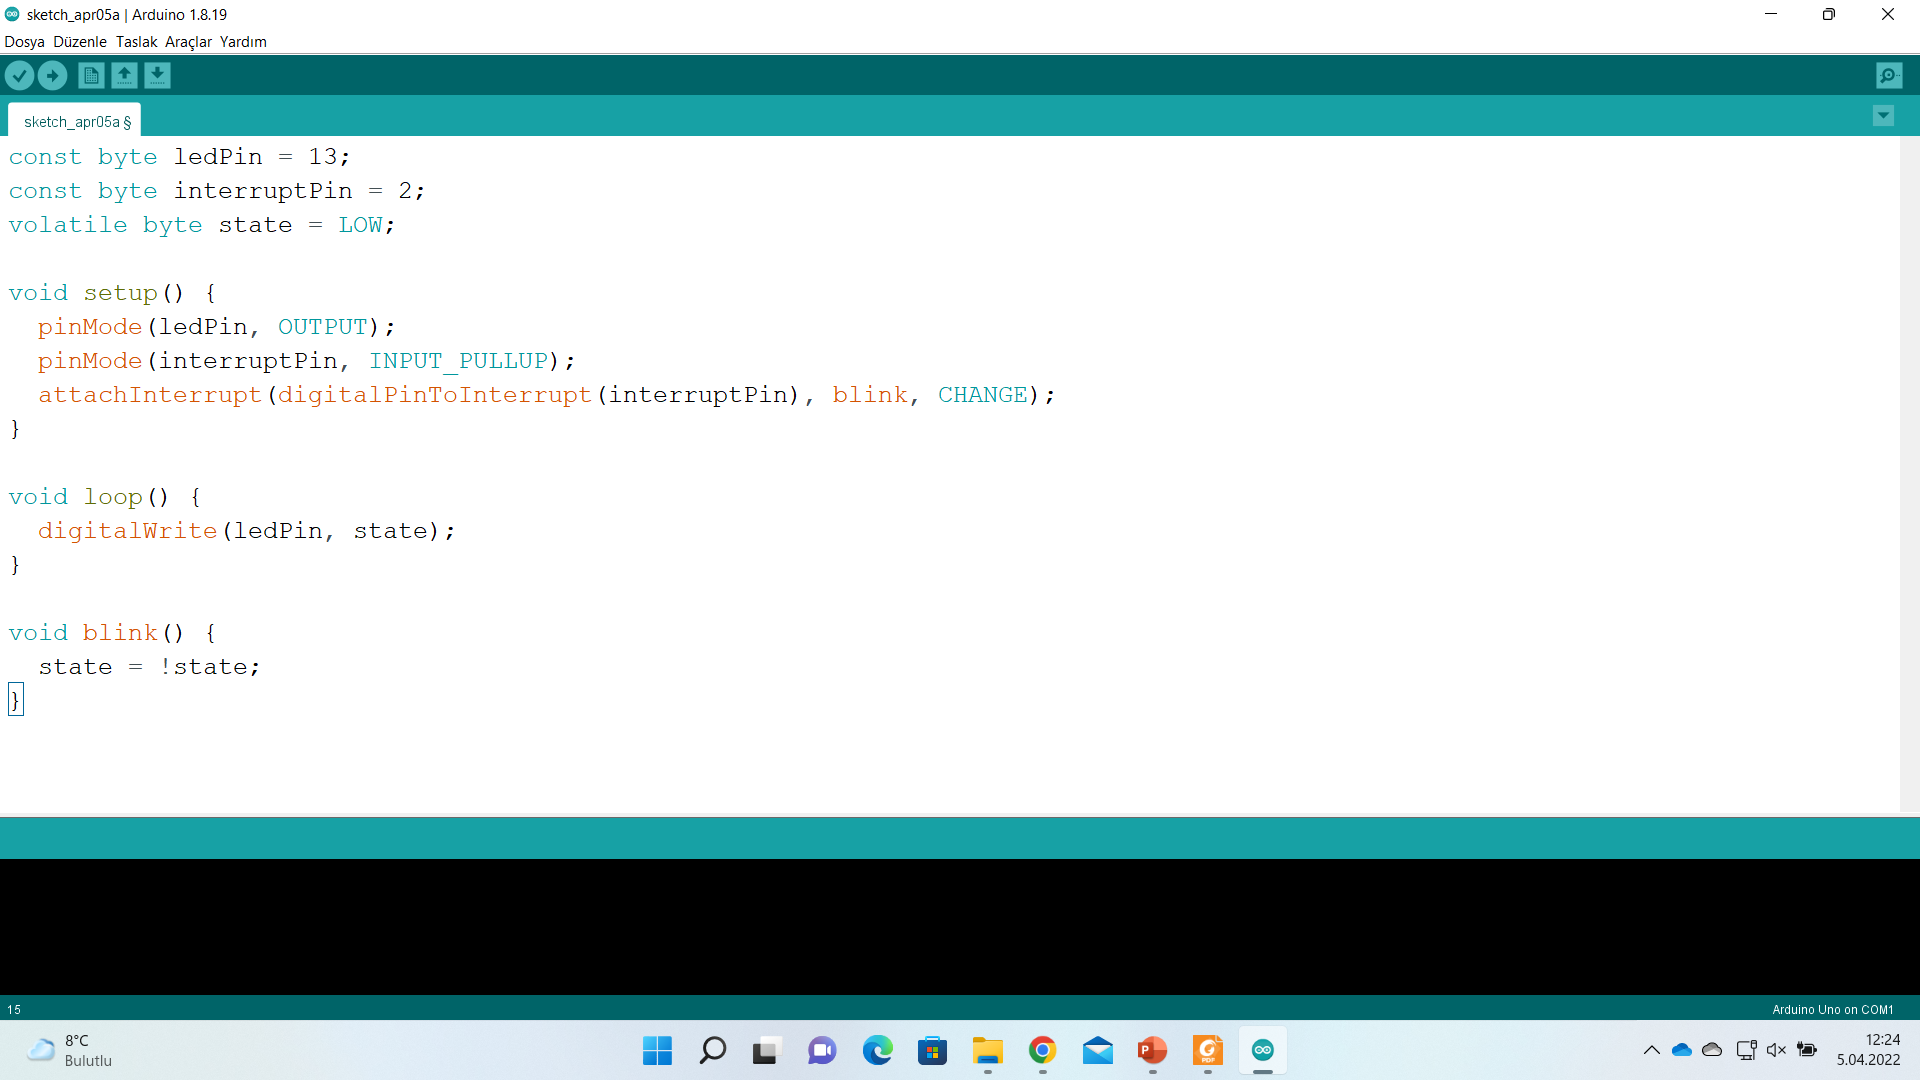 sketch_apr05a | Arduino 1.8.19
Dosya Düzenle Taslak Araçlar Yardım
sketch_apr05a §
const byte ledPin = 13;
const byte interruptPin = 2;
volatile byte state = LOW;
void setup() {
  pinMode(ledPin, OUTPUT);
  pinMode(interruptPin, INPUT_PULLUP);
  attachInterrupt(digitalPinToInterrupt(interruptPin), blink, CHANGE);
}
void loop() {
  digitalWrite(ledPin, state);
}
void blink() {
  state = !state;
}
15
Arduino Uno on COM1
8°C
Bulutlu
P
PDF
12:24
5.04.2022